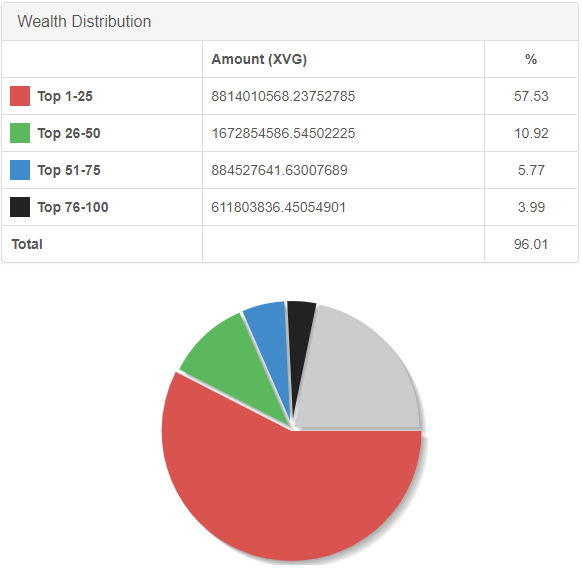 Wealth Distribution
Amount (XVG) %
Top 1-25 8814010568.23752785 57.53
Top 26-50 1672854586.54502225 10.92
Top 51-75 884527641.63007689 5.77
Top 76-100 611803836.45054901 3.99
Total 96.01